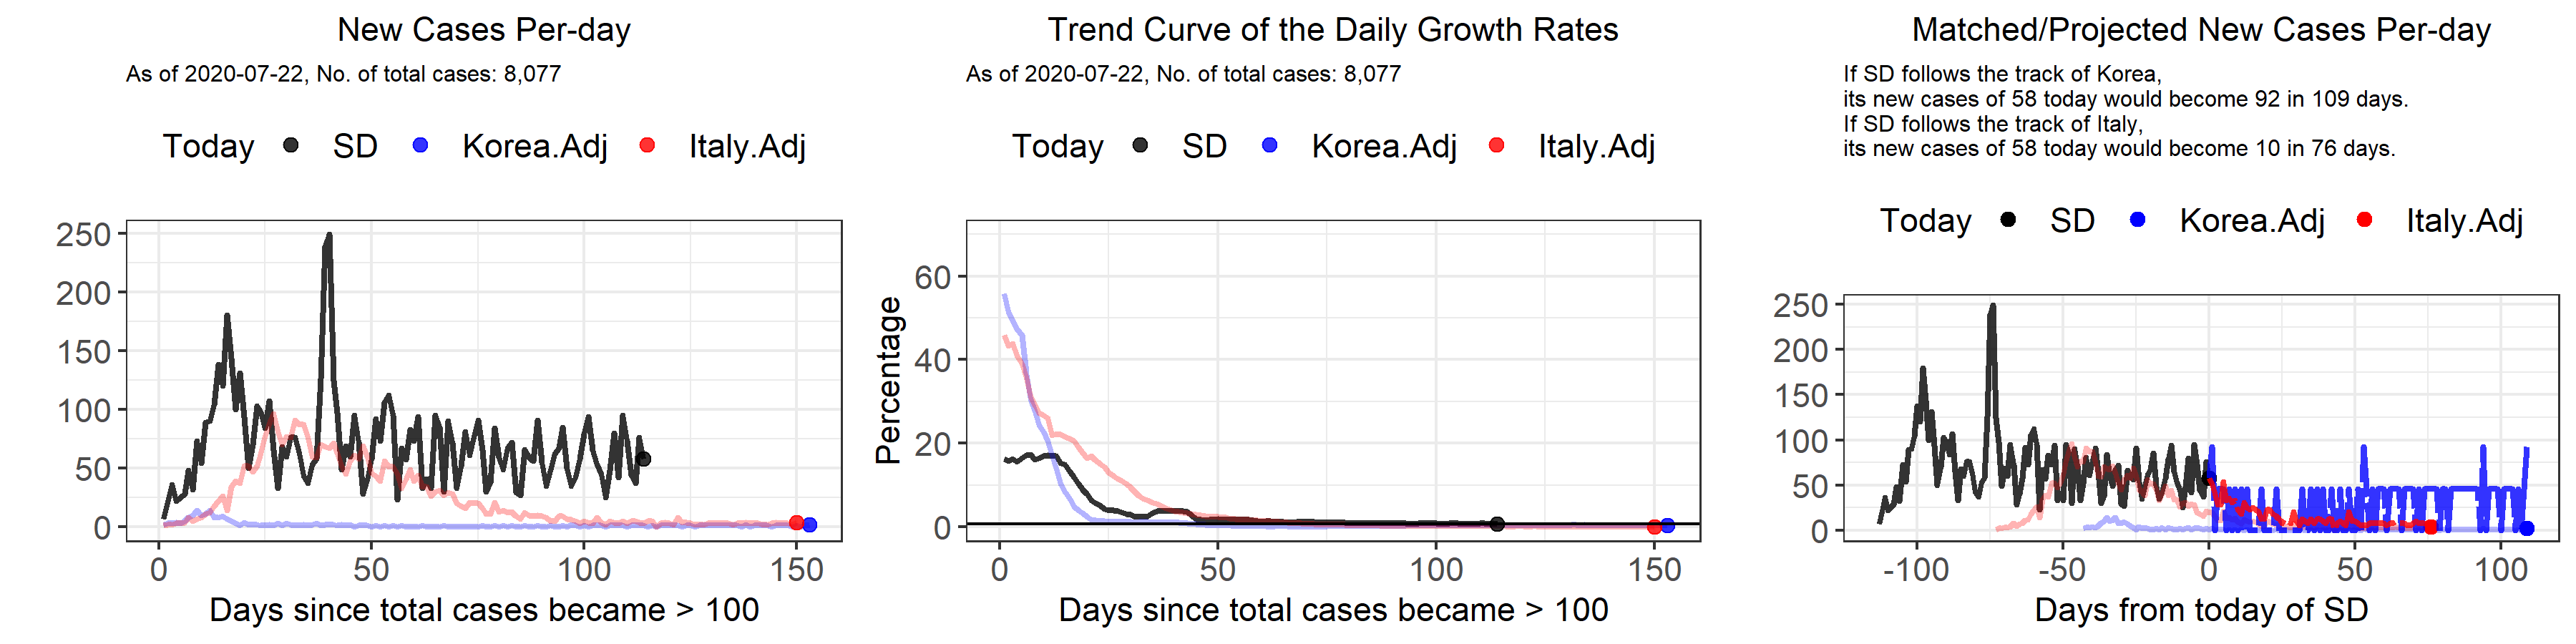 New Cases Per-day
As of 2020-07-22, No. of total cases: 8,077
Today SD Korea.Adj Italy.Adj
250
200
150
100
50
0
0 50 100 150
Days since total cases became > 100
Trend Curve of the Daily Growth Rates
As of 2020-07-22, No. of total cases: 8,077
Today SD Korea.Adj Italy.Adj
Percentage
60
40
20
0
0 50 100 150
Days since total cases became > 100
Matched/Projected New Cases Per-day
If SD follows the track of Korea,
its new cases of 58 today would become 92 in 109 days.
If SD follows the track of Italy,
its new cases of 58 today would become 10 in 76 days.
Today SD Korea.Adj Italy.Adj
250
200
150
100
50
0
-100 -50 0 50 100
Days from today of SD